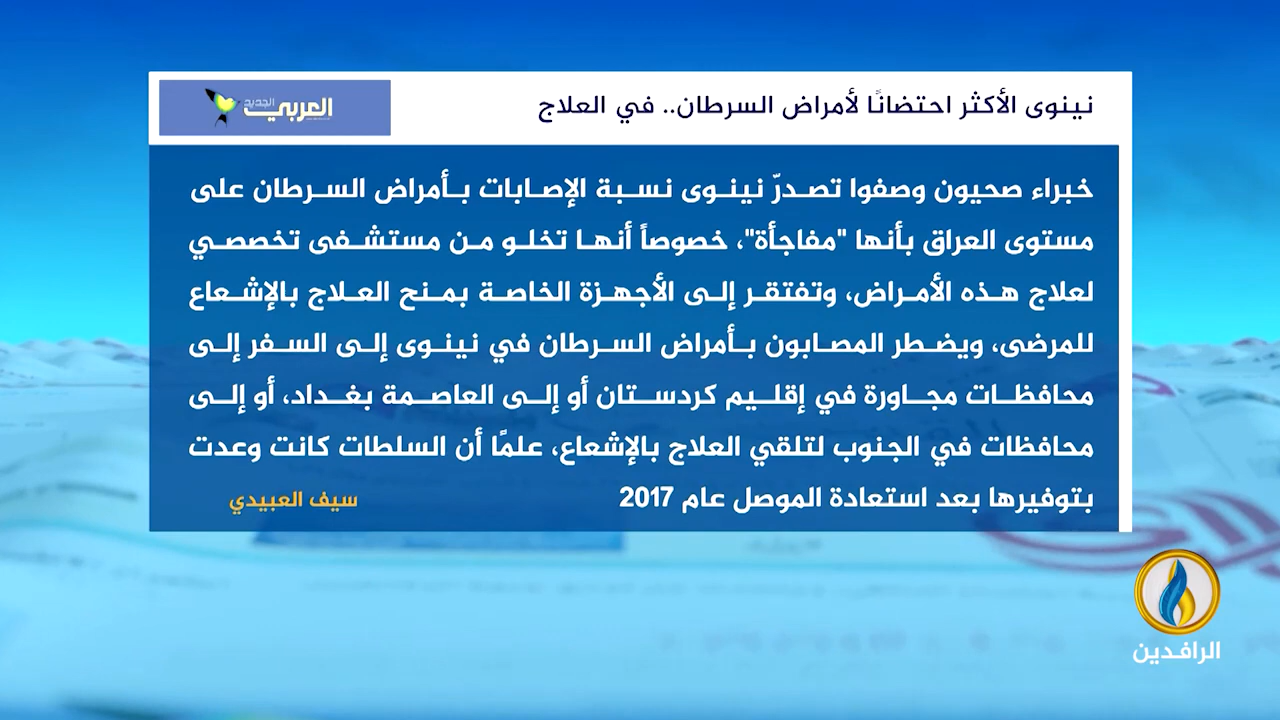 نينوى الأكثر احتضانًا لأمراض السرطان.. في العلاج
العربي الجديد
خبراء صحيون وصفوا تصدرّ نينوى نسبة الإصابات بأمراض السرطان على
مستوى العراق بأنها "مفاجأة"، خصوصاً أنها تخلو من مستشفى تخصصي
لعلاج هذه الأمراض، وتفتقر إلى الأجهزة الخاصة بمنح العلاج بالإشعاع
للمرضى، ويضطر المصابون بأمراض السرطان في نينوى إلى السفر إلى
محافظات مجاورة في إقليم كردستان أو إلى العاصمة بغداد، أو إلى
محافظات في الجنوب لتلقي العلاج بالإشعاع، علمًا أن السلطات كانت وعدت
بتوفيرها بعد استعادة الموصل عام 2017
سيف العبيدي
الرافدين